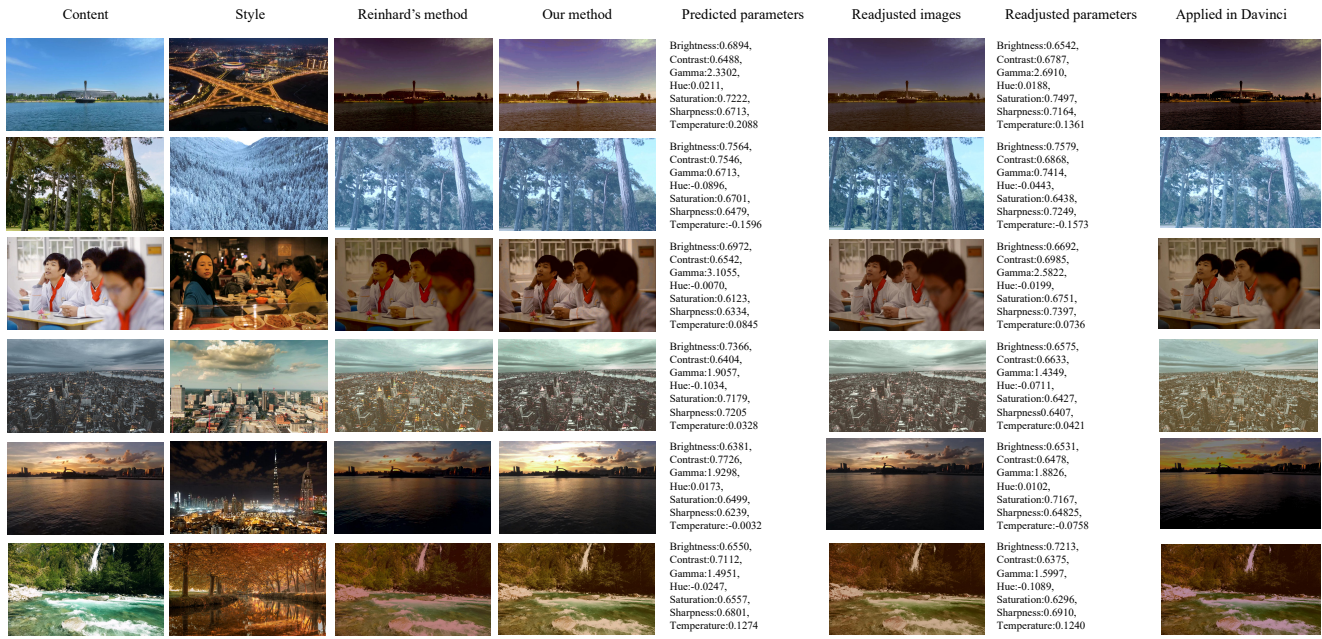 Content Style Reinhard's method Our method Predicted parameters Readjusted images Readjusted parameters Applied in Davinci
Brightness:0.6894,
Contrast:0.6488,
Gamma:2.3302,
Hue:0.0211,
Saturation:0.7222,
Sharpness:0.6713,
Temperature:0.2088
Brightness:0.6542,
Contrast:0.6787,
Gamma:2.6910,
Hue:0.0188,
Saturation:0.7497,
Sharpness:0.7164,
Temperature:0.1361
Brightness:0.7564,
Contrast:0.7546,
Gamma:0.6713,
Hue:-0.0896,
Saturation:0.6701,
Sharpness:0.6479,
Temperature:-0.1596
Brightness:0.7579,
Contrast:0.6868,
Gamma:0.7414,
Hue:-0.0443,
Saturation:0.6438,
Sharpness:0.7249,
Temperature:-0.1573
Brightness:0.6972,
Contrast:0.6542,
Gamma:3.1055,
Hue:-0.0070,
Saturation:0.6123,
Sharpness:0.6334,
Temperature:0.0845
Brightness:0.6692,
Contrast:0.6985,
Gamma:2.5822,
Hue:-0.0199,
Saturation:0.6751,
Sharpness:0.7397,
Temperature:0.0736
Brightness:0.7366,
Contrast:0.6404,
Gamma:1.9057,
Hue:-0.1034,
Saturation:0.7179,
Sharpness:0.7205
Temperature:0.0328
Brightness:0.6575,
Contrast:0.6633,
Gamma:1.4349,
Hue:-0.0711,
Saturation:0.6427,
Sharpness0.6407,
Temperature:0.0421
Brightness:0.6381,
Contrast:0.7726,
Gamma:1.9298,
Hue:0.0173,
Saturation:0.6499,
Sharpness:0.6239,
Temperature:-0.0032
Brightness:0.6531,
Contrast:0.6478,
Gamma:1.8826,
Hue:0.0102,
Saturation:0.7167,
Sharpness:0.64825,
Temperature:-0.0758
Brightness:0.6550,
Contrast:0.7112,
Gamma:1.4951,
Hue:-0.0247,
Saturation:0.6557,
Sharpness:0.6801,
Temperature:0.1274
Brightness:0.7213,
Contrast:0.6375,
Gamma:1.5997,
Hue:-0.1089,
Saturation:0.6296,
Sharpness:0.6910,
Temperature:0.1240